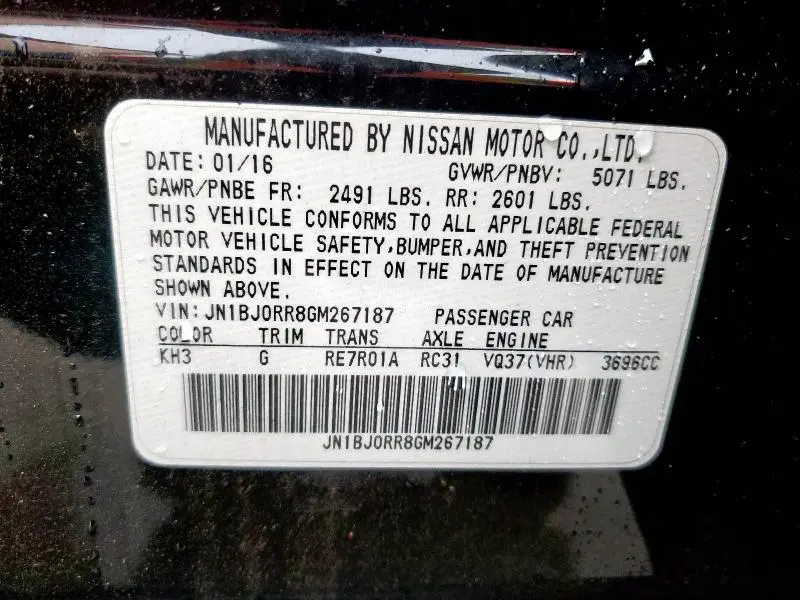 MANUFACTURED BY NISSAN MOTOR CO.,LTD.
DATE: 01/16 GVWR/PNBV: 5071 LBS.
GAWR/PNBE FR: 2491 LBS. RR: 2601 LBS.
THIS VEHICLE CONFORMS TO ALL APPLICABLE FEDERAL
MOTOR VEHICLE SAFETY,BUMPER,AND THEFT PREVENTION
STANDARDS IN EFFECT ON THE DATE OF MANUFACTURE
SHOWN ABOVE.
VIN: JN1BJ0RR8GM267187 PASSENGER CAR
COLOR TRIM TRANS AXLE ENGINE
KH3 G RE7R01A RC31 VQ37(VHR) 3696CC
JN1BJ0RR8GM267187